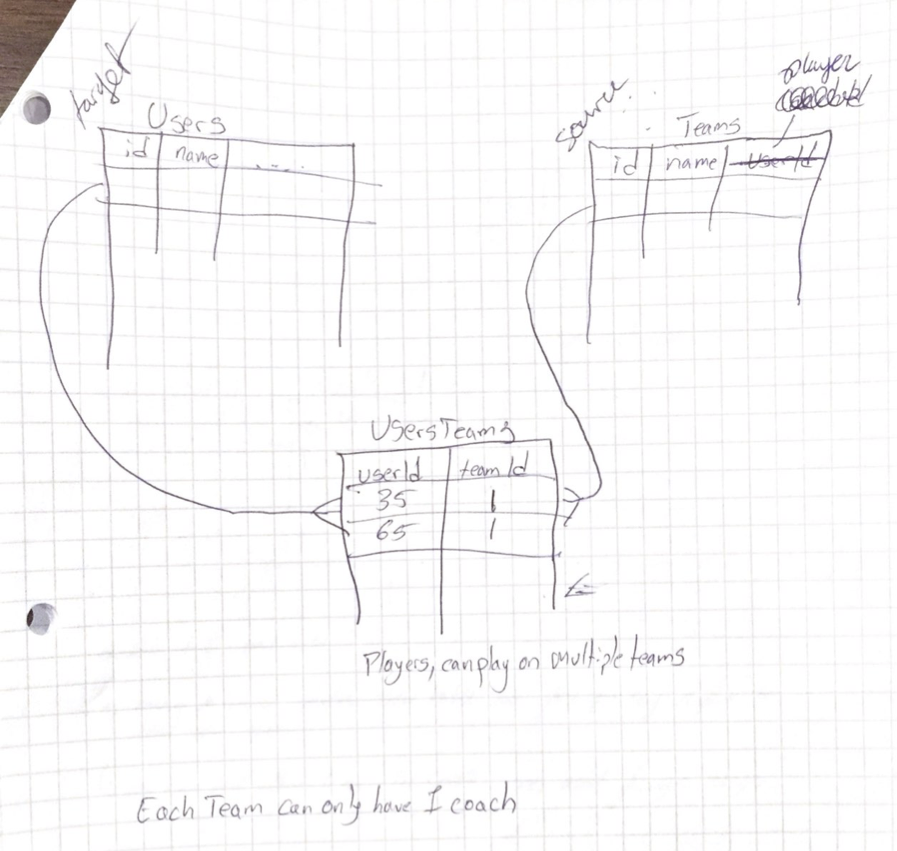 target
Users
id name ....
source
Teams
player
id name userId
UsersTeams
userId teamId
35 1
65 1
Players, can play on multiple teams
Each Team can only have 1 coach